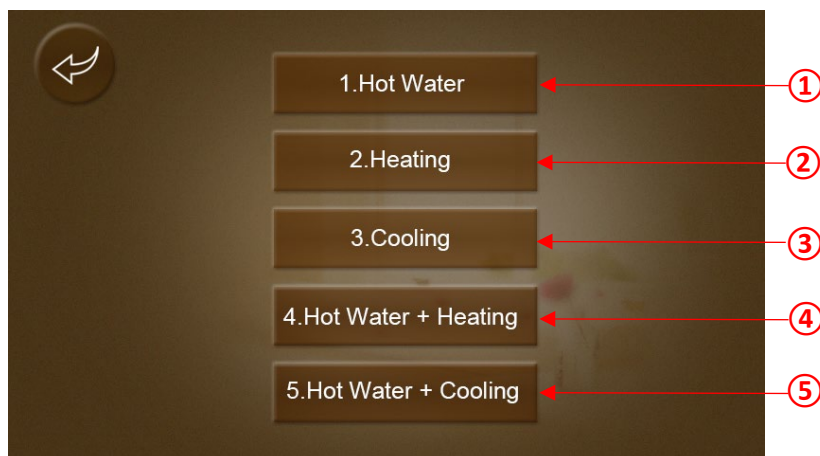 1.Hot Water
①
2.Heating
②
3.Cooling
③
4.Hot Water + Heating
④
5.Hot Water + Cooling
⑤